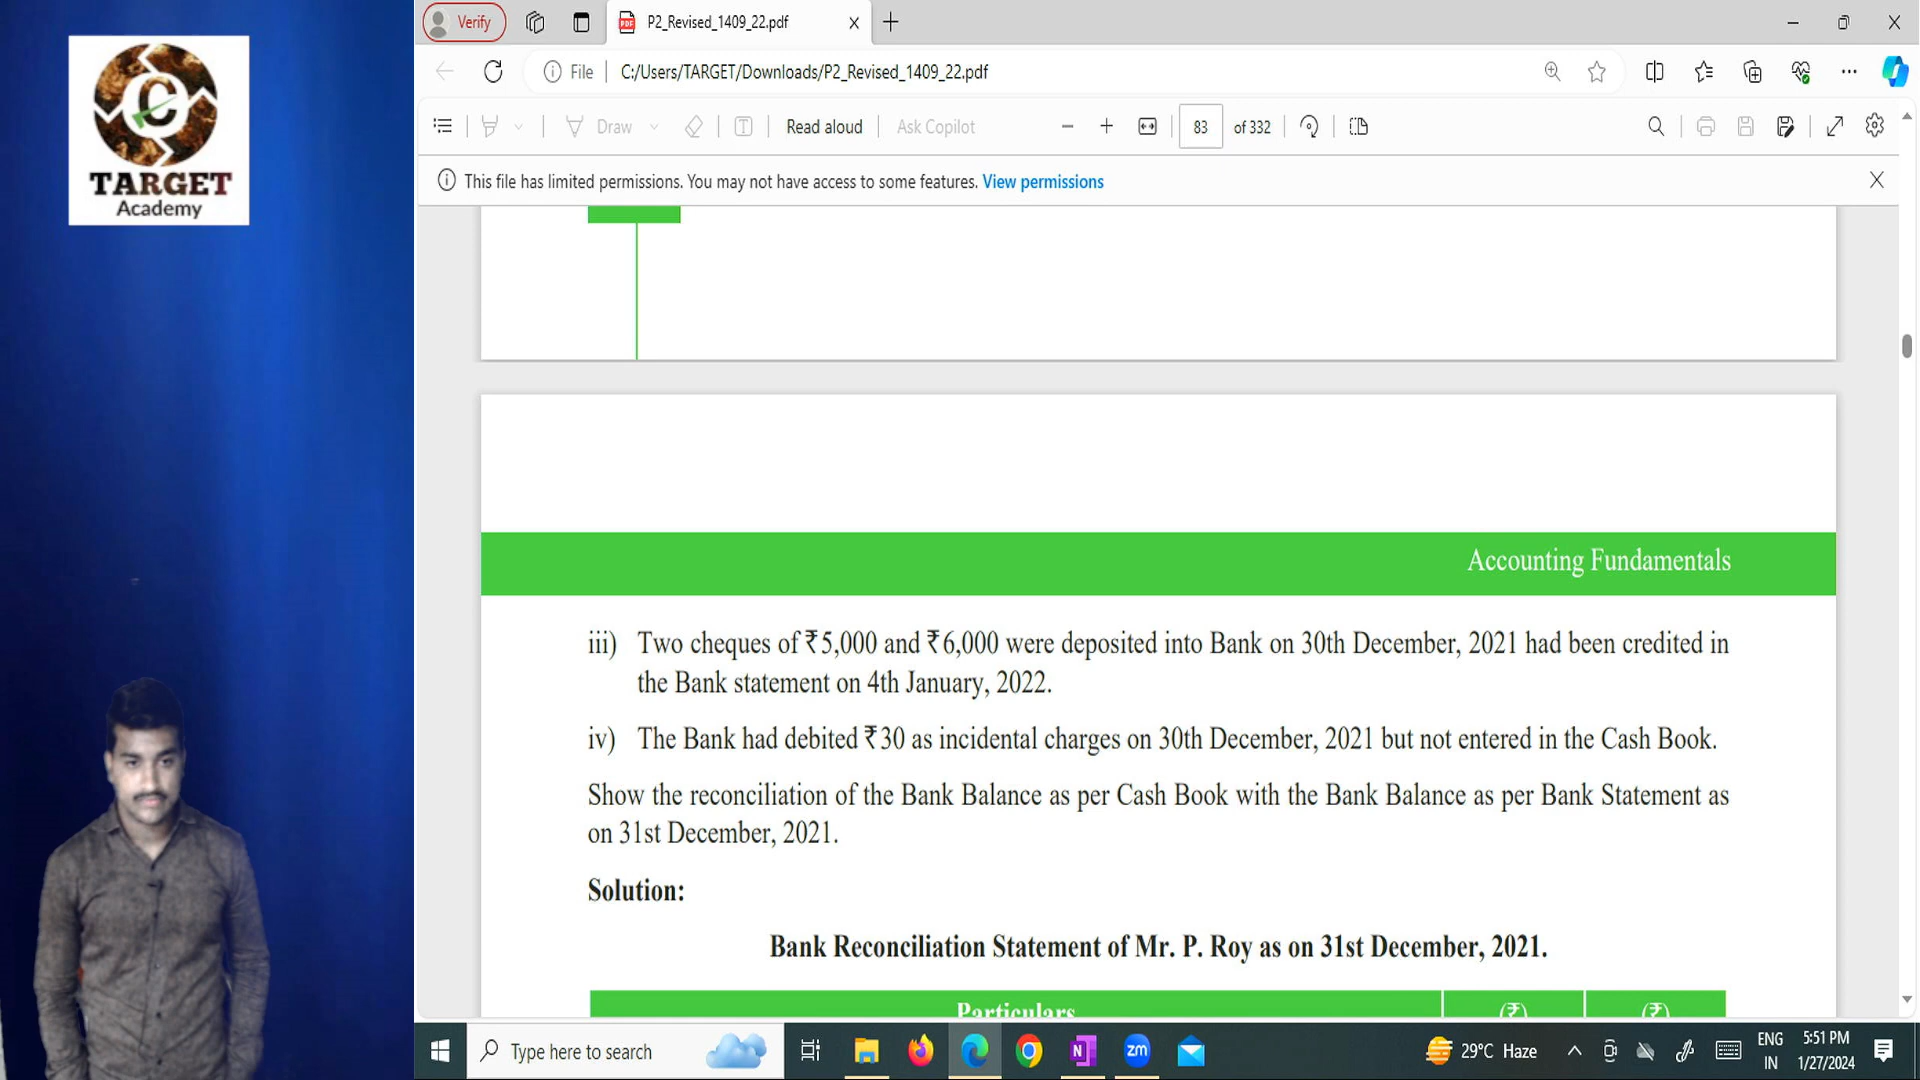 TARGET
Academy
Verify
P2_Revised_1409_22.pdf
File
C:/Users/TARGET/Downloads/P2_Revised_1409_22.pdf
Draw
Read aloud
Ask Copilot
83
of 332
This file has limited permissions. You may not have access to some features. View permissions
Accounting Fundamentals
iii) Two cheques of ₹5,000 and ₹6,000 were deposited into Bank on 30th December, 2021 had been credited in
the Bank statement on 4th January, 2022.
iv) The Bank had debited ₹30 as incidental charges on 30th December, 2021 but not entered in the Cash Book.
Show the reconciliation of the Bank Balance as per Cash Book with the Bank Balance as per Bank Statement as
on 31st December, 2021.
Solution:
Bank Reconciliation Statement of Mr. P. Roy as on 31st December, 2021.
Particulars (₹) (₹)
Type here to search
zm
29°C Haze
ENG
IN
5:51 PM
1/27/2024